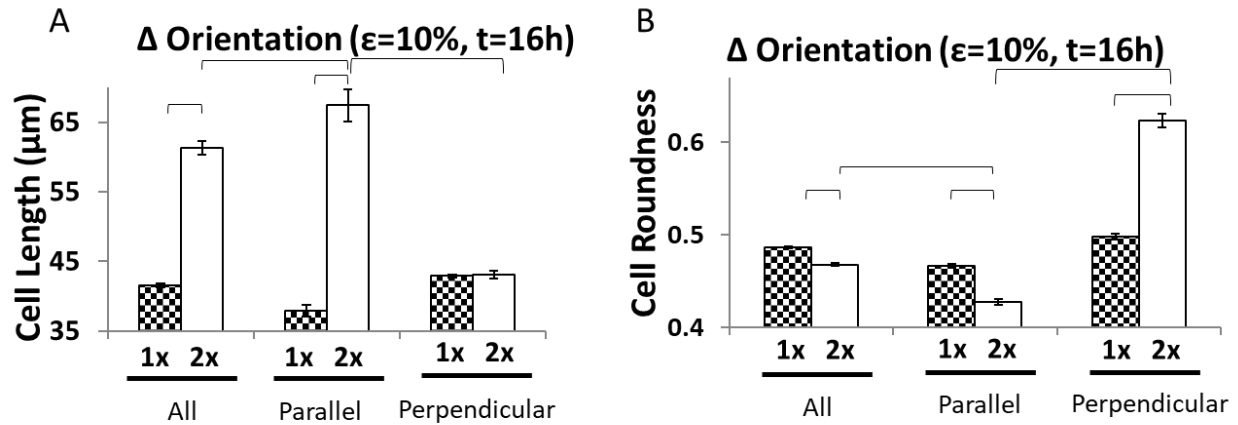 A
Δ Orientation (ε=10%, t=16h)
Cell Length (µm)
65
55
45
35
1x 2x 1x 2x 1x 2x
All Parallel Perpendicular
B
Δ Orientation (ε=10%, t=16h)
Cell Roundness
0.6
0.5
0.4
1x 2x 1x 2x 1x 2x
All Parallel Perpendicular